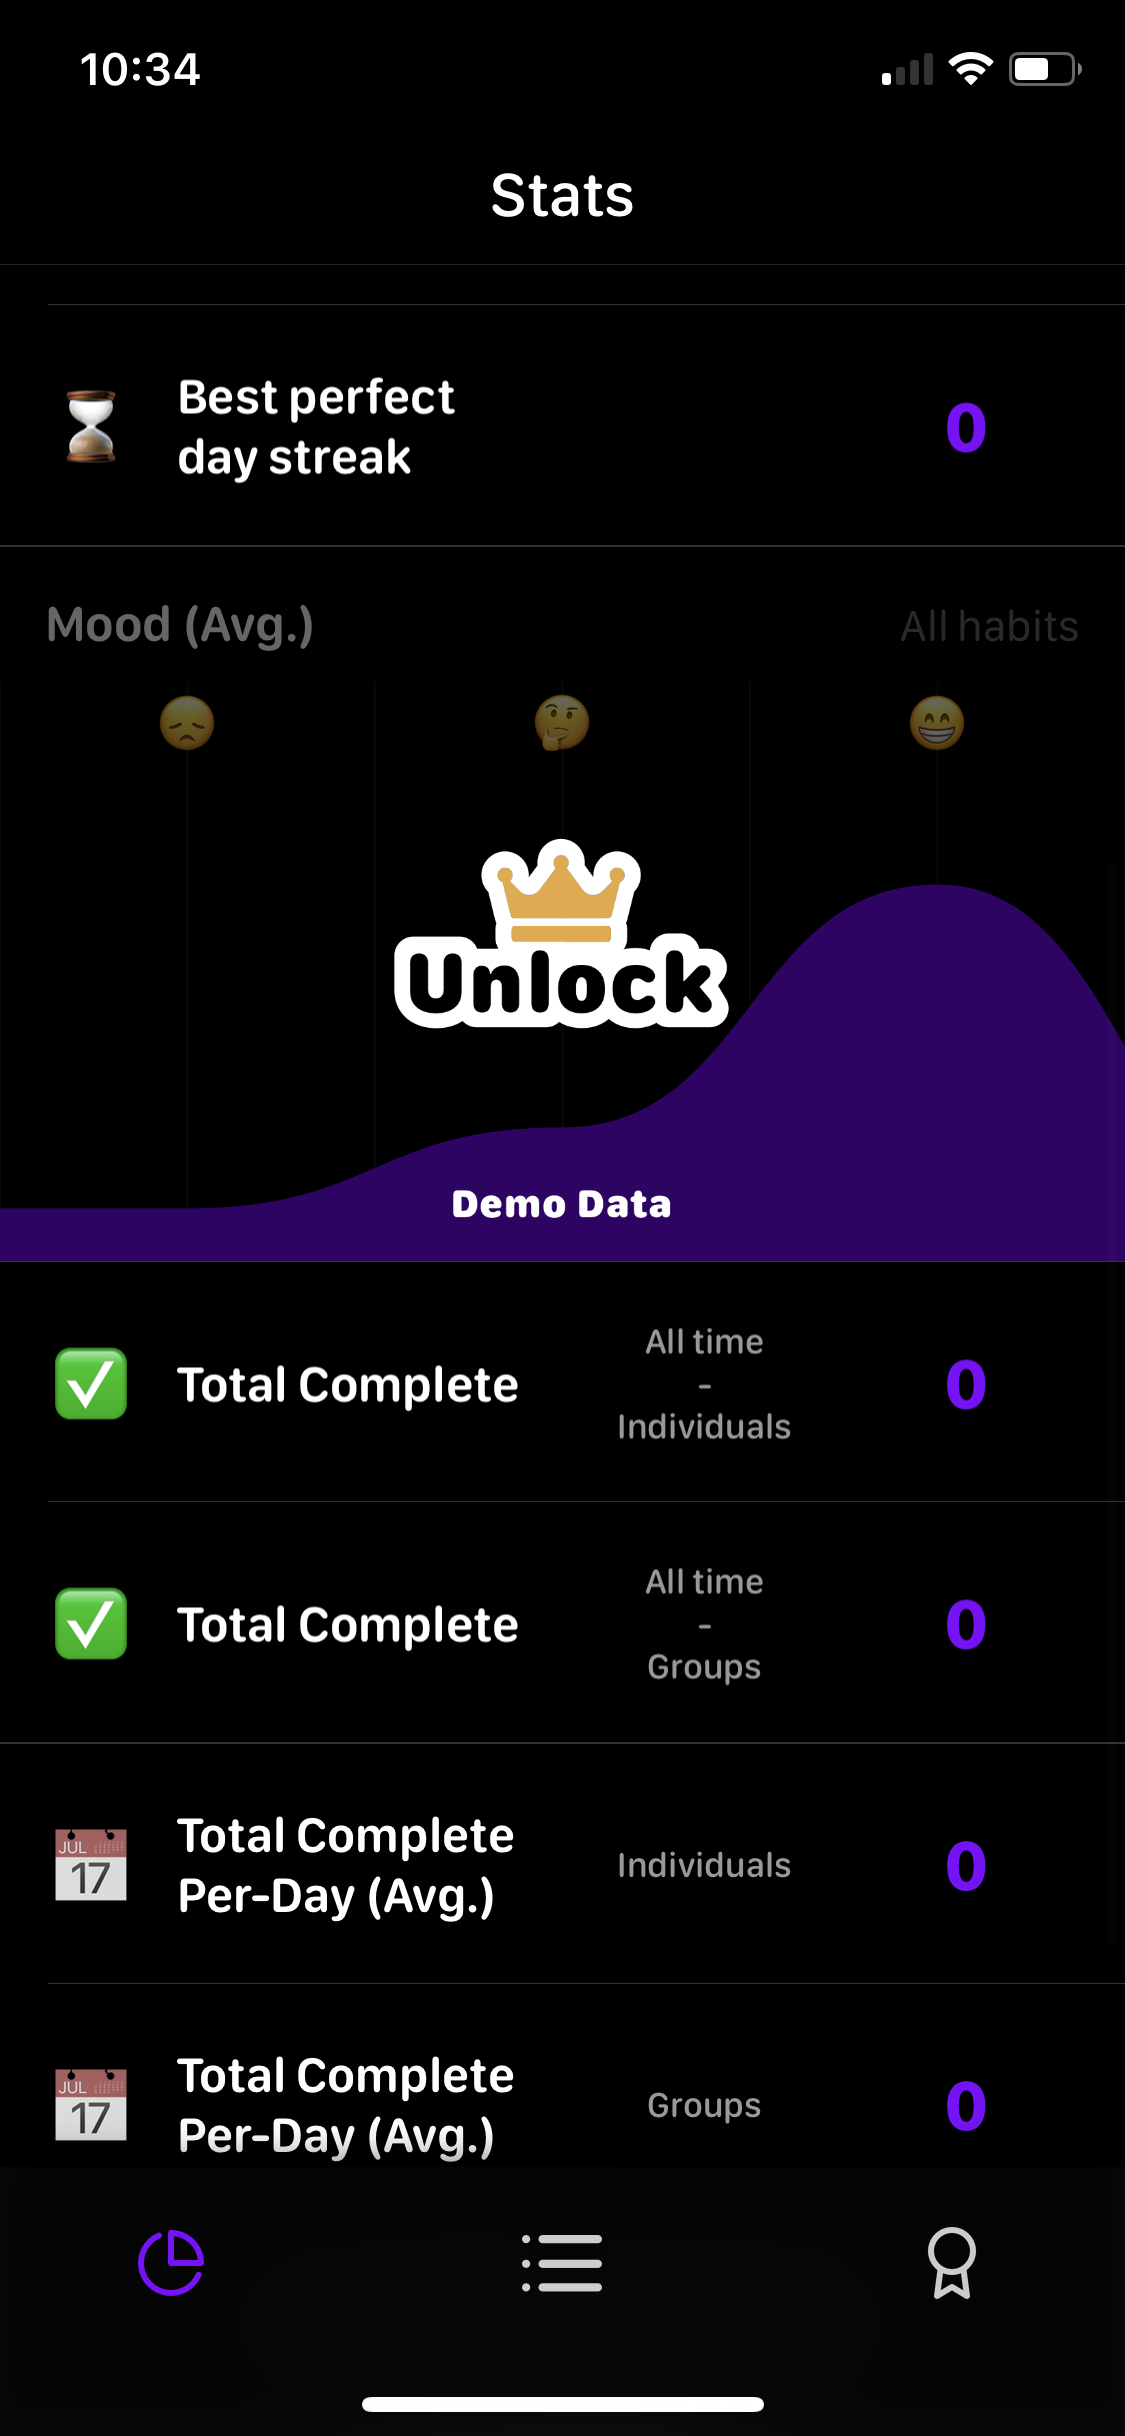 10:34
Stats
Best perfect
day streak
0
Mood (Avg.)
All habits
Unlock
Demo Data
Total Complete
All time
-
Individuals
0
Total Complete
All time
-
Groups
0
JUL
17
Total Complete
Per-Day (Avg.)
Individuals
0
JUL
17
Total Complete
Per-Day (Avg.)
Groups
0